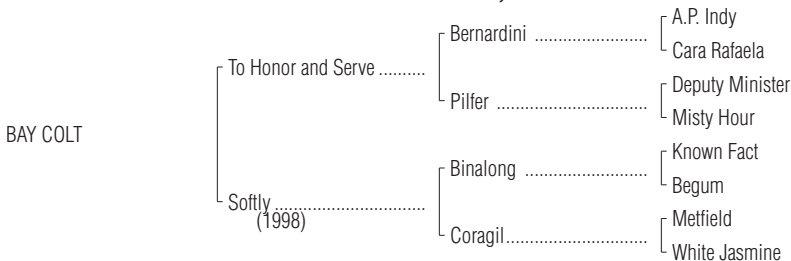 A.P. Indy
Bernardini ........................
Cara Rafaela
To Honor and Serve ..........
Deputy Minister
Pilfer ................................
Misty Hour
BAY COLT
Known Fact
Binalong ..........................
Begum
Softly ................................
(1998)
Metfield
Coragil..............................
White Jasmine